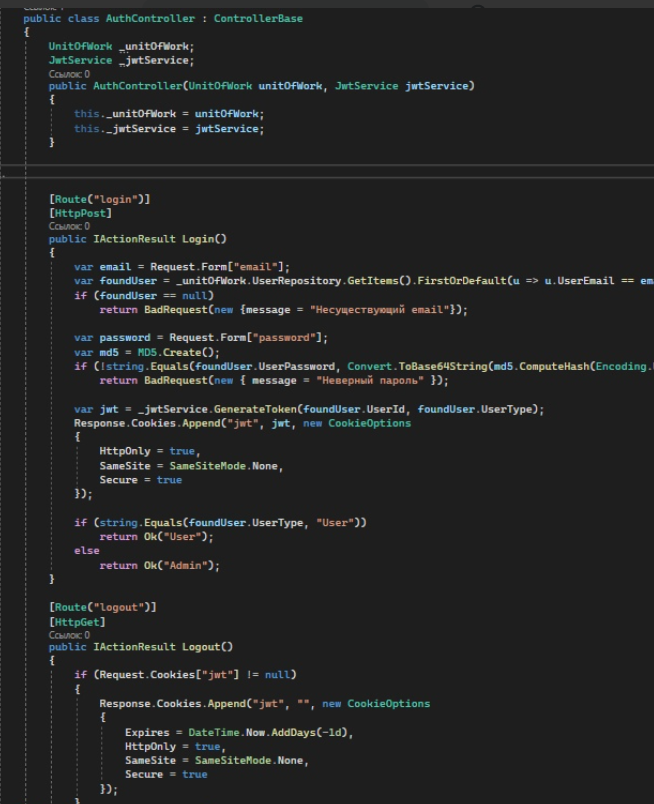 public class AuthController : ControllerBase
{
UnitOfWork _unitOfWork;
JwtService _jwtService;
Ссылок: 0
public AuthController(UnitOfWork unitOfWork, JwtService jwtService)
{
this._unitOfWork = unitOfWork;
this._jwtService = jwtService;
}
[Route("login")]
[HttpPost]
Ссылок: 0
public IActionResult Login()
{
var email = Request.Form["email"];
var foundUser = _unitOfWork.UserRepository.GetItems().FirstOrDefault(u => u.UserEmail == em
if (foundUser == null)
return BadRequest(new {message = "Несуществующий email"});
var password = Request.Form["password"];
var md5 = MD5.Create();
if (!string.Equals(foundUser.UserPassword, Convert.ToBase64String(md5.ComputeHash(Encoding.
return BadRequest(new { message = "Неверный пароль" });
var jwt = _jwtService.GenerateToken(foundUser.UserId, foundUser.UserType);
Response.Cookies.Append("jwt", jwt, new CookieOptions
{
HttpOnly = true,
SameSite = SameSiteMode.None,
Secure = true
});
if (string.Equals(foundUser.UserType, "User"))
return Ok("User");
else
return Ok("Admin");
}
[Route("logout")]
[HttpGet]
Ссылок: 0
public IActionResult Logout()
{
if (Request.Cookies["jwt"] != null)
{
Response.Cookies.Append("jwt", "", new CookieOptions
{
Expires = DateTime.Now.AddDays(-1d),
HttpOnly = true,
SameSite = SameSiteMode.None,
Secure = true
});
}